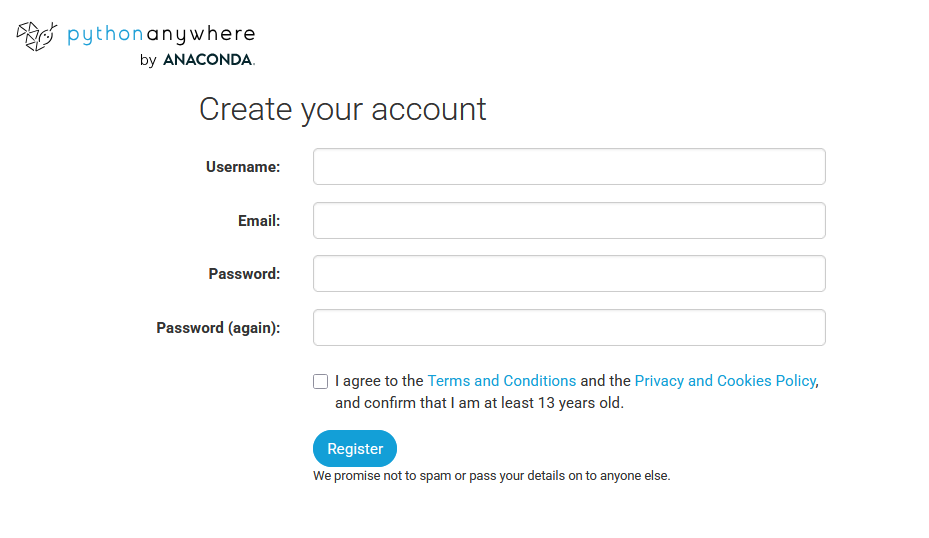 pythonanywhere
by ANACONDA.
Create your account
Username:
Email:
Password:
Password (again):
I agree to the Terms and Conditions and the Privacy and Cookies Policy,
and confirm that I am at least 13 years old.
Register
We promise not to spam or pass your details on to anyone else.